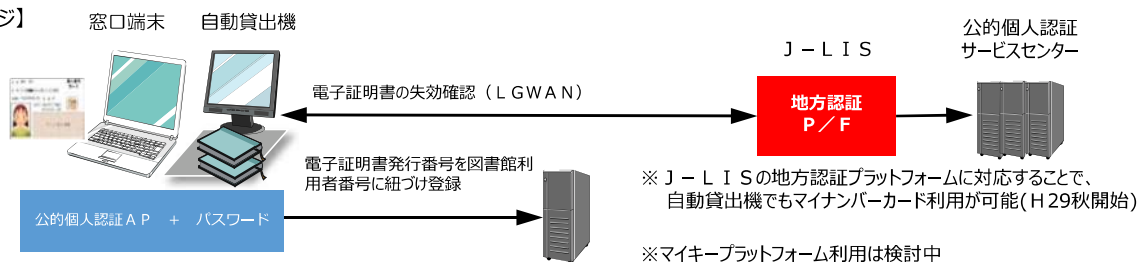 ジ】
窓口端末
自動貸出機
公的個人認証
サービスセンター
Ｊ－ＬＩＳ
電子証明書の失効確認（ＬＧＷＡＮ）
地方認証
Ｐ／Ｆ
電子証明書発行番号を図書館利
用者番号に紐づけ登録
※Ｊ－ＬＩＳの地方認証プラットフォームに対応することで、
自動貸出機でもマイナンバーカード利用が可能(Ｈ29秋開始)
公的個人認証ＡＰ　＋　パスワード
※マイキープラットフォーム利用は検討中